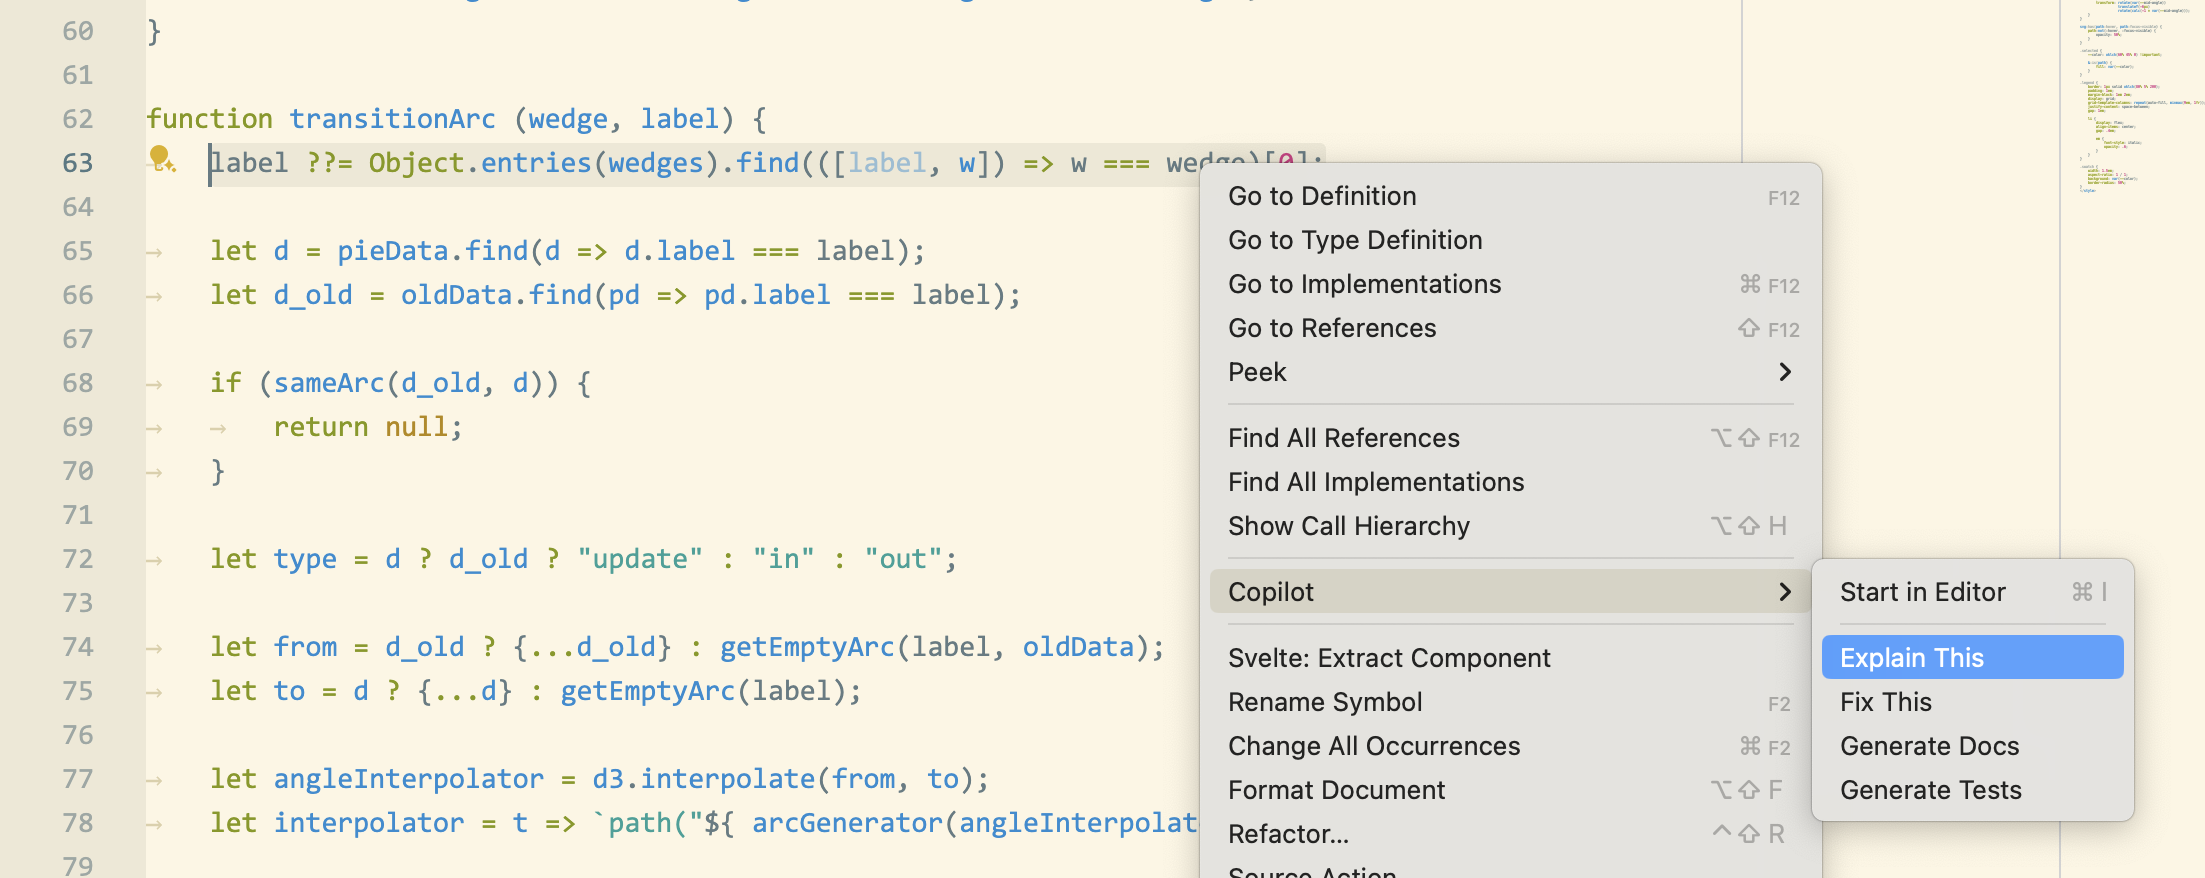 60 }
61
62 function transitionArc (wedge, label) {
63 label ??= Object.entries(wedges).find(([label, w]) => w === wedge)[0];
64
65 let d = pieData.find(d => d.label === label);
66 let d_old = oldData.find(pd => pd.label === label);
67
68 if (sameArc(d_old, d)) {
69 return null;
70 }
71
72 let type = d ? d_old ? "update" : "in" : "out";
73
74 let from = d_old ? {...d_old} : getEmptyArc(label, oldData);
75 let to = d ? {...d} : getEmptyArc(label);
76
77 let angleInterpolator = d3.interpolate(from, to);
78 let interpolator = t => `path("${ arcGenerator(angleInterpolat
79
Go to Definition F12
Go to Type Definition
Go to Implementations ⌘ F12
Go to References ⇧ F12
Peek
Find All References ⌥⇧ F12
Find All Implementations
Show Call Hierarchy ⌥⇧ H
Copilot
Svelte: Extract Component
Rename Symbol F2
Change All Occurrences ⌘ F2
Format Document ⌥⇧ F
Refactor... ^⇧ R
Source Action
Start in Editor ⌘ I
Explain This
Fix This
Generate Docs
Generate Tests